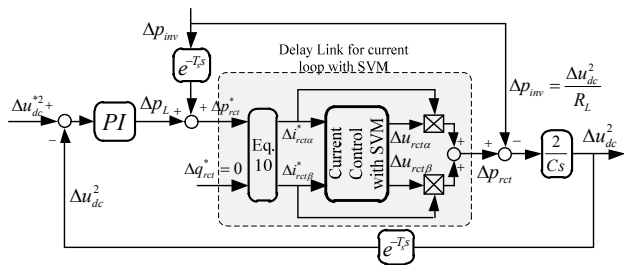 Δp_inv
Delay Link for current
loop with SVM
e^{-T_s s}
Δp_inv = Δu_dc^2 / R_L
Δu_dc^{*2} +
−
PI
Δp_L +
+ Δp_rct^*
Eq.
10
Δi_rctα^*
Current
Control
with SVM
Δu_rctα
+
+
+
−
2
Cs
Δu_dc^2
Δq_rct^* = 0
Δi_rctβ^*
Δu_rctβ
Δp_rct
Δu_dc^2
e^{-T_s s}